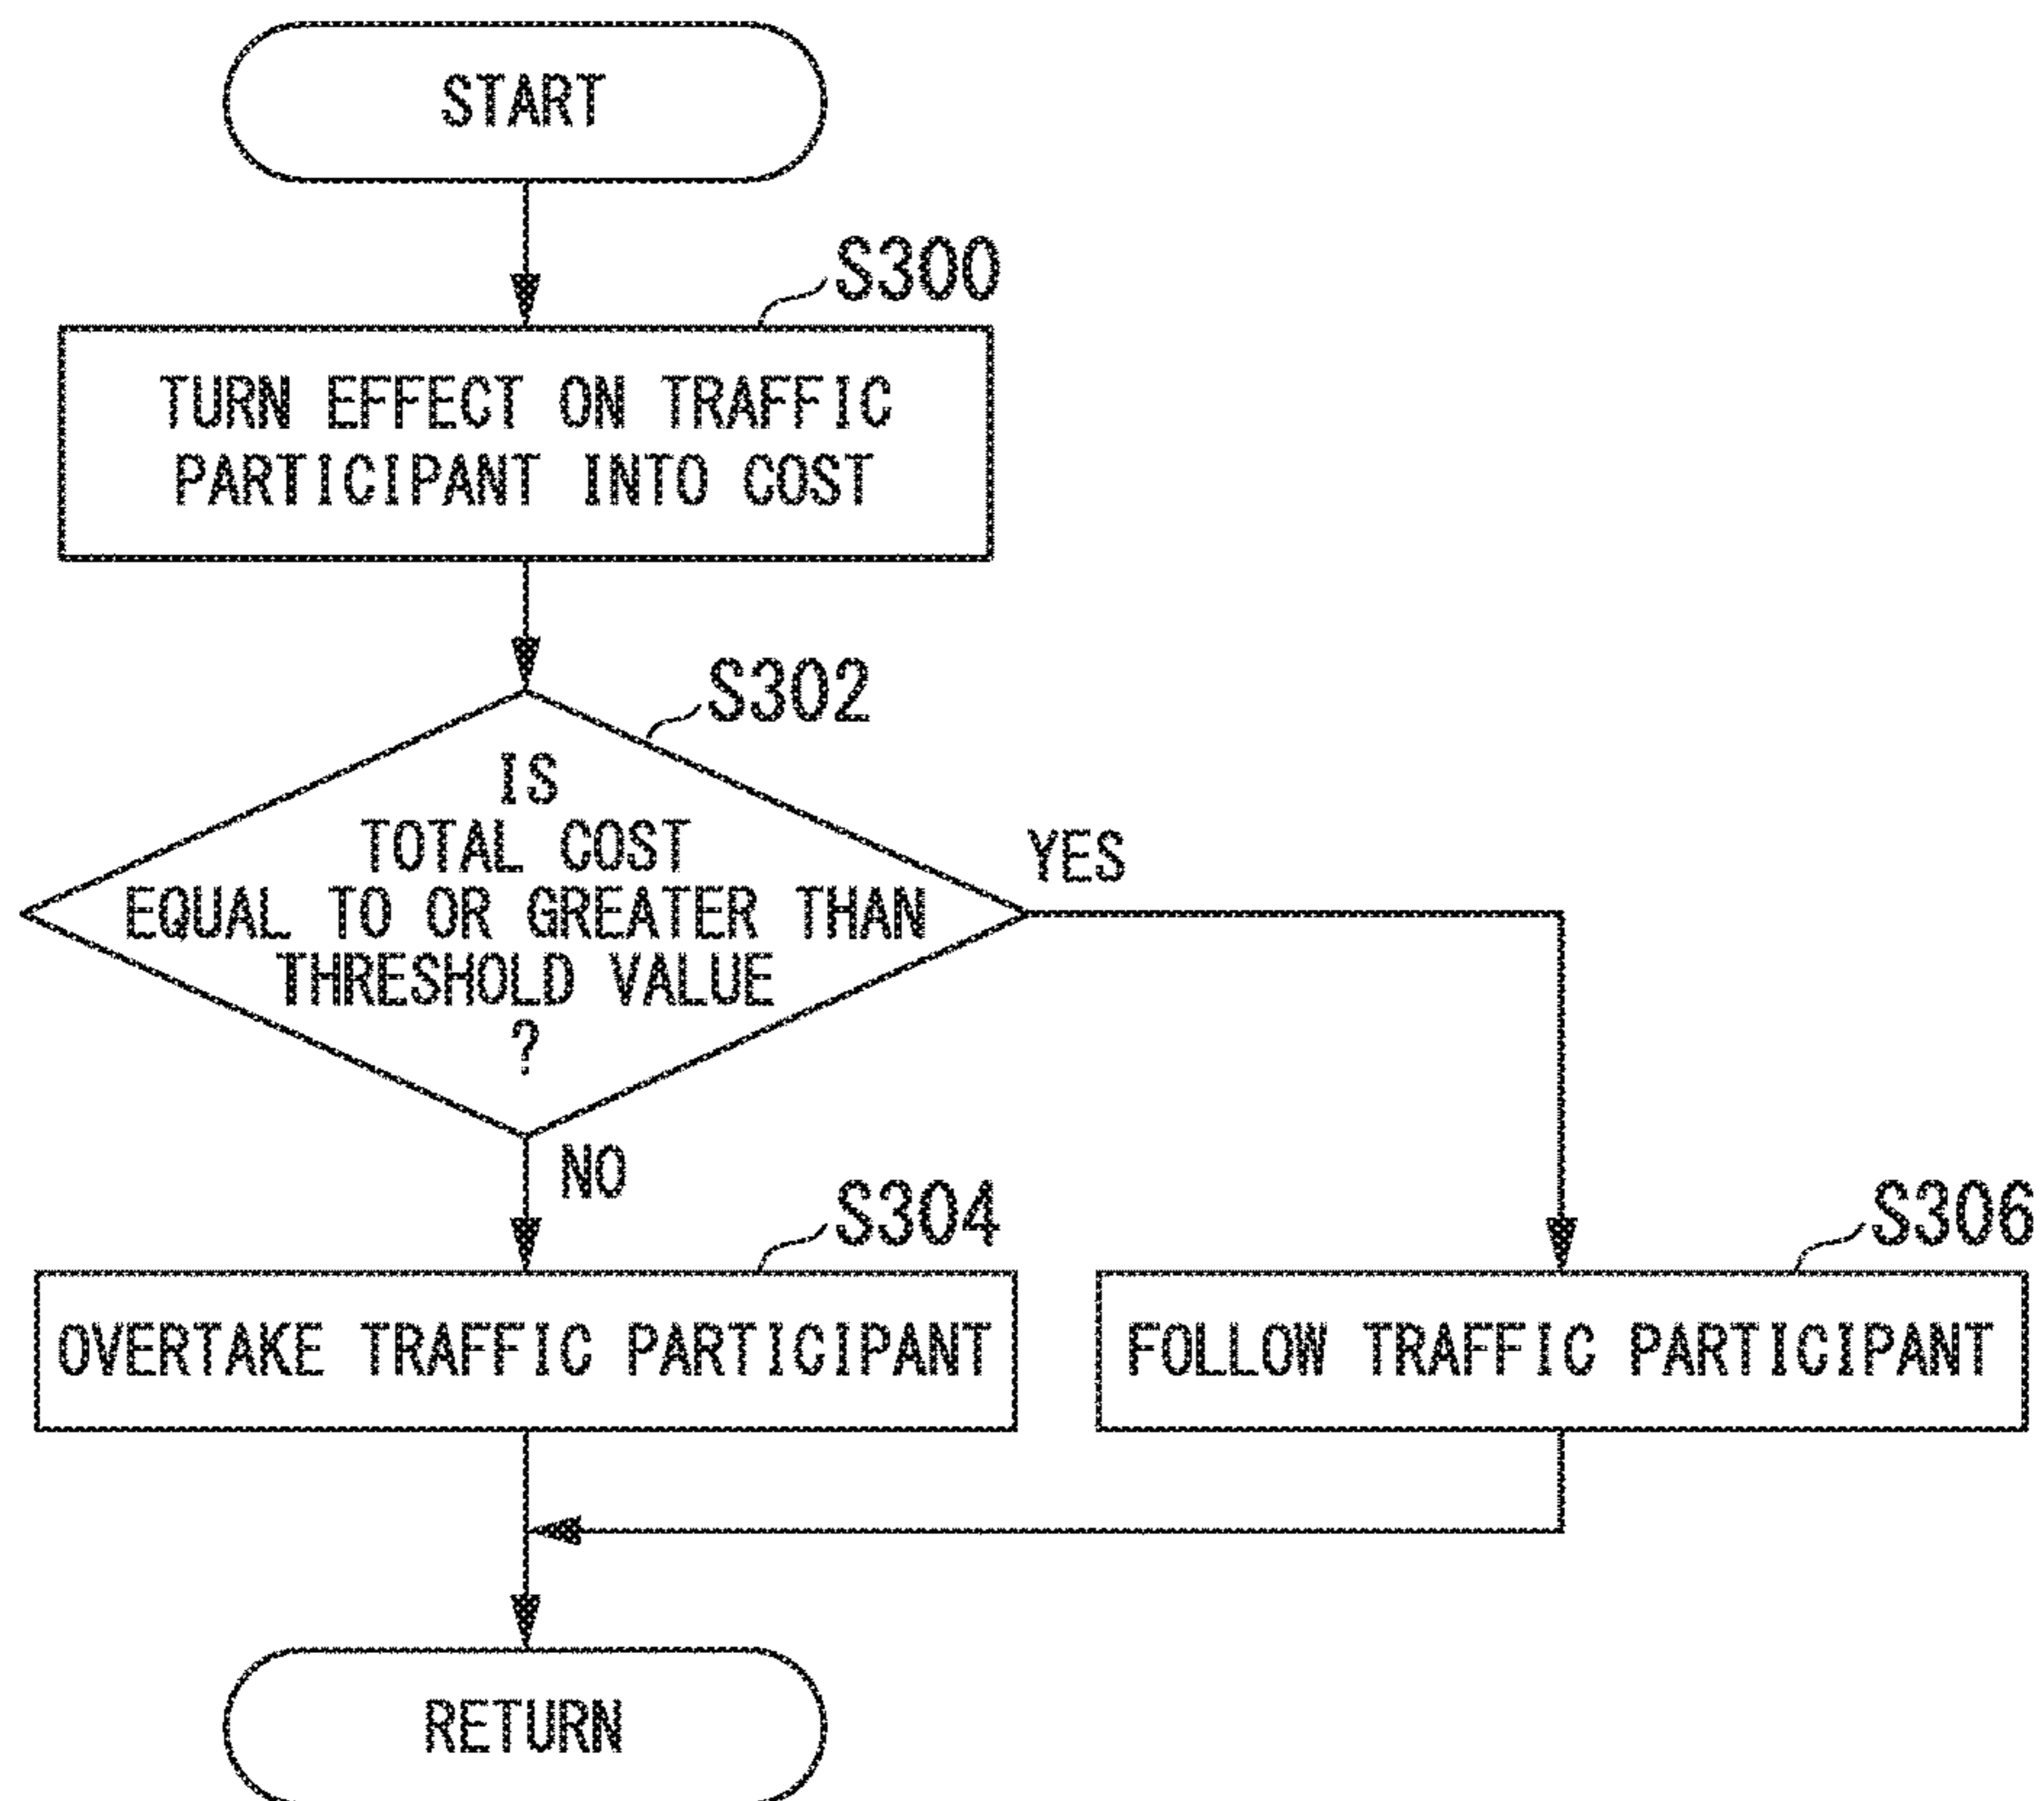 START
S300
TURN EFFECT ON TRAFFIC
PARTICIPANT INTO COST
S302
IS
TOTAL COST
EQUAL TO OR GREATER THAN
THRESHOLD VALUE
?
YES
NO
S304
OVERTAKE TRAFFIC PARTICIPANT
S306
FOLLOW TRAFFIC PARTICIPANT
RETURN